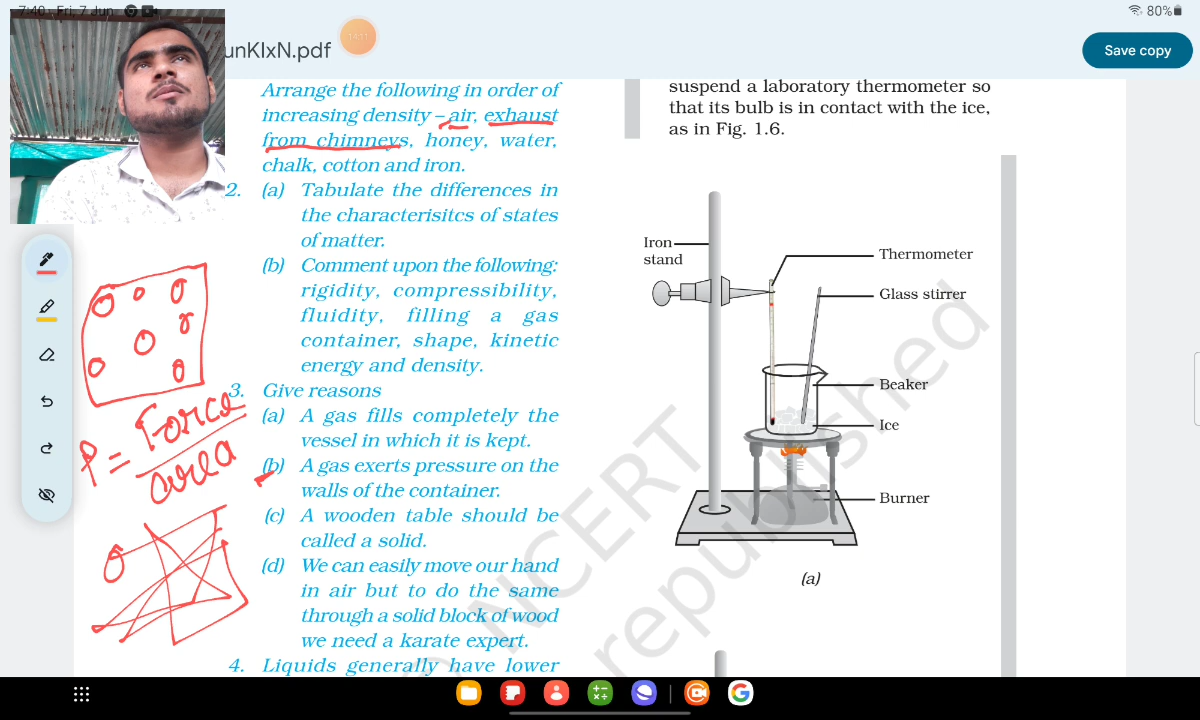 7:40 Fri, 7 Jun
80%
unKIxN.pdf
14:11
Save copy
Arrange the following in order of
increasing density – air, exhaust
from chimneys, honey, water,
chalk, cotton and iron.
2. (a) Tabulate the differences in
the characterisitcs of states
of matter.
(b) Comment upon the following:
rigidity, compressibility,
fluidity, filling a gas
container, shape, kinetic
energy and density.
3. Give reasons
(a) A gas fills completely the
vessel in which it is kept.
(b) A gas exerts pressure on the
walls of the container.
(c) A wooden table should be
called a solid.
(d) We can easily move our hand
in air but to do the same
through a solid block of wood
we need a karate expert.
4. Liquids generally have lower
P = Force
area
suspend a laboratory thermometer so
that its bulb is in contact with the ice,
as in Fig. 1.6.
Iron
stand
Thermometer
Glass stirrer
Beaker
Ice
Burner
(a)
© NCERT
republished